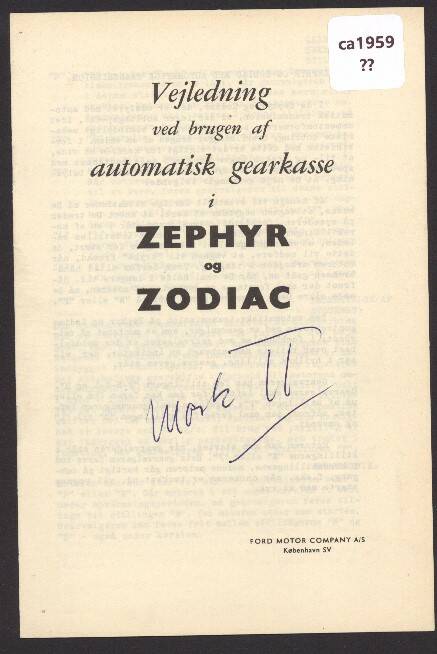 ca1959
??
Vejledning
ved brugen af
automatisk gearkasse
i
ZEPHYR
og
ZODIAC
Mark II
FORD MOTOR COMPANY A/S
København SV